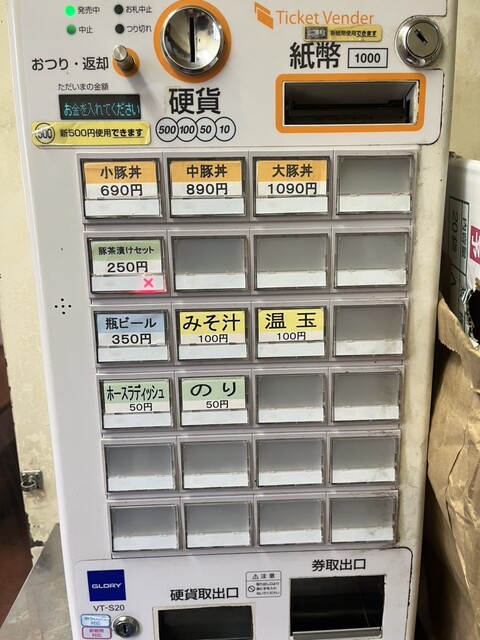 発売中
お札中止
中止
つり切れ
おつり・返却
ただいまの金額
お金を入れてください
500
新500円使用できます
Ticket Vender
新紙幣使用できます
紙幣 1000
硬貨
500 100 50 10
小豚丼
690円
中豚丼
890円
大豚丼
1090円
豚茶漬けセット
250円
×
瓶ビール
350円
みそ汁
100円
温玉
100円
ホースラディッシュ
50円
のり
50円
GLORY
VT-S20
硬貨取出口
注意
券取出口